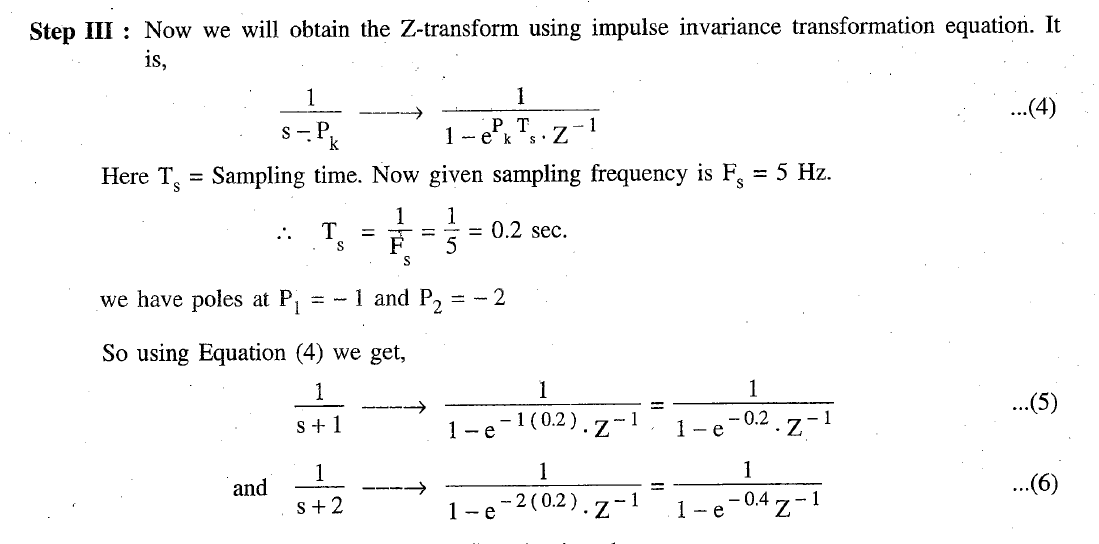 Step III : Now we will obtain the Z-transform using impulse invariance transformation equation. It
is,
1/(s − P_k) ⟶ 1/(1 − e^(P_k T_s) . Z^(−1)) ...(4)
Here T_s = Sampling time. Now given sampling frequency is F_s = 5 Hz.
∴ T_s = 1/F_s = 1/5 = 0.2 sec.
we have poles at P_1 = − 1 and P_2 = − 2
So using Equation (4) we get,
1/(s + 1) ⟶ 1/(1 − e^(−1(0.2)) . Z^(−1)) = 1/(1 − e^(−0.2) . Z^(−1)) ...(5)
and 1/(s + 2) ⟶ 1/(1 − e^(−2(0.2)) . Z^(−1)) = 1/(1 − e^(−0.4) Z^(−1)) ...(6)